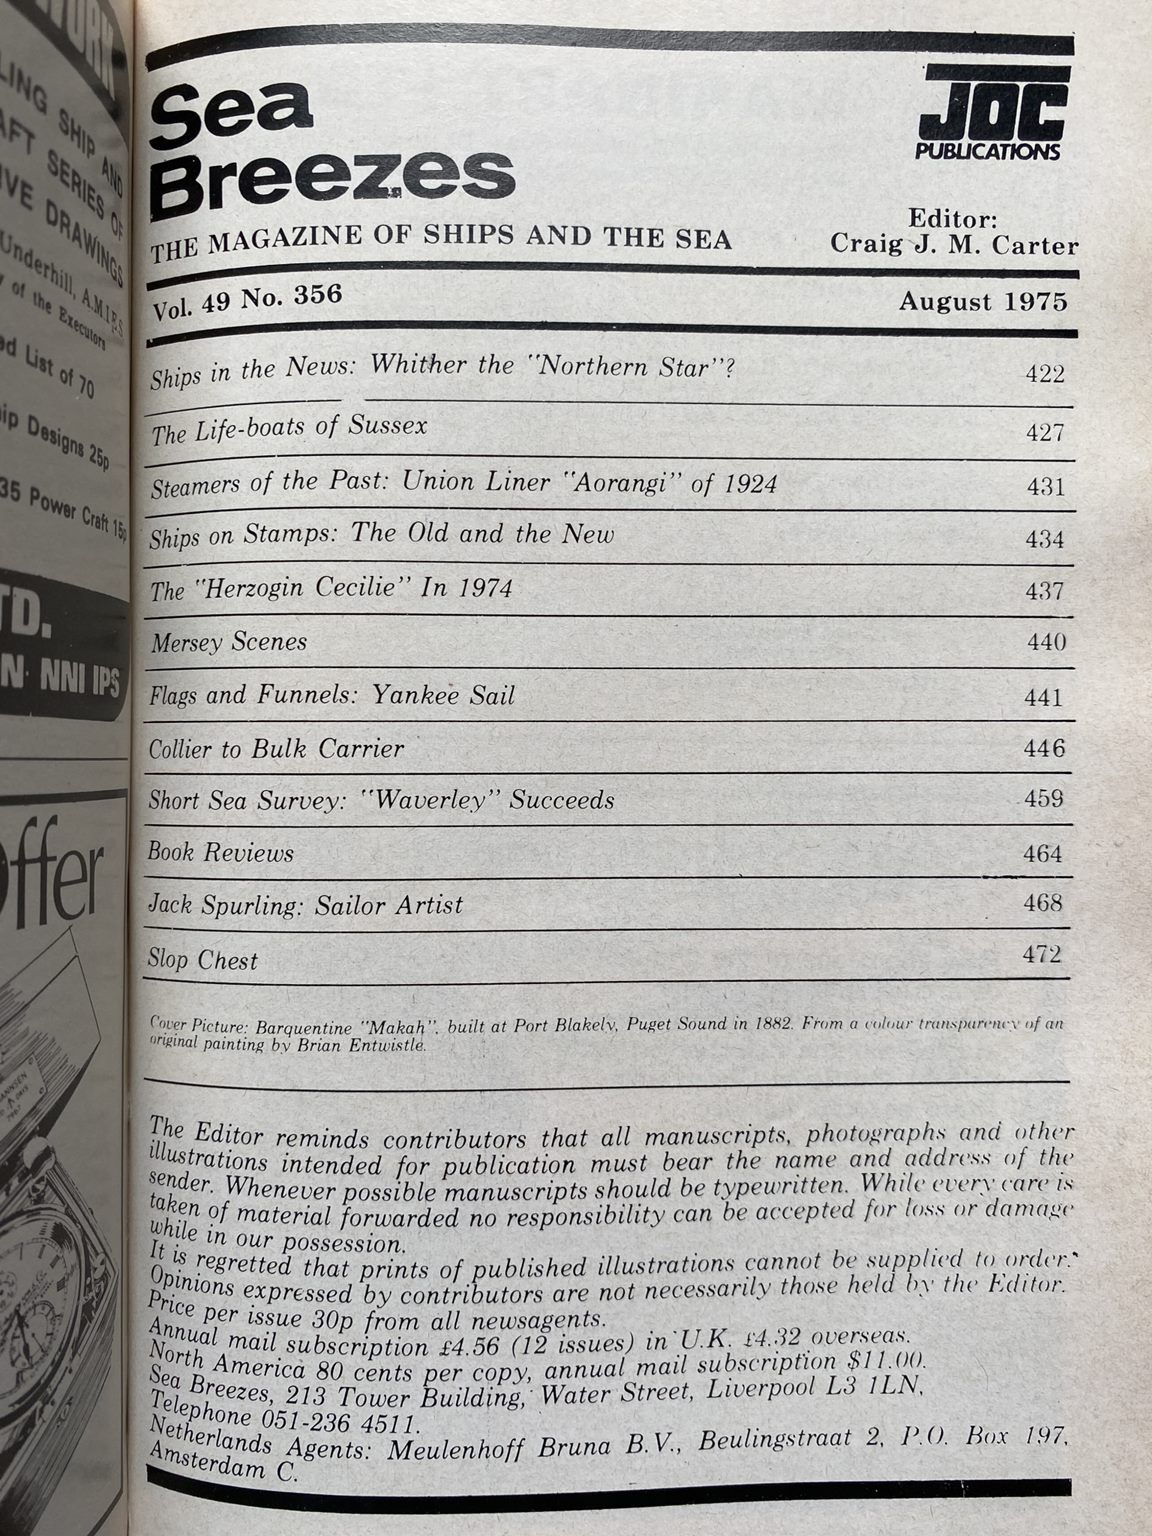 WORK
LING SHIP AND
AFT SERIES OF
IVE DRAWINGS
Underhill, A.M.I.E.S
of the Executors
ed List of 70
ip Designs 25p
35 Power Craft 15p
TD.
N· NN1 IPS
Offer
Sea
Breezes
THE MAGAZINE OF SHIPS AND THE SEA
JOC
PUBLICATIONS
Editor:
Craig J. M. Carter
Vol. 49 No. 356 August 1975
Ships in the News: Whither the "Northern Star"? 422
The Life-boats of Sussex 427
Steamers of the Past: Union Liner "Aorangi" of 1924 431
Ships on Stamps: The Old and the New 434
The "Herzogin Cecilie" In 1974 437
Mersey Scenes 440
Flags and Funnels: Yankee Sail 441
Collier to Bulk Carrier 446
Short Sea Survey: "Waverley" Succeeds 459
Book Reviews 464
Jack Spurling: Sailor Artist 468
Slop Chest 472
Cover Picture: Barquentine "Makah", built at Port Blakely, Puget Sound in 1882. From a colour transparency of an
original painting by Brian Entwistle.
The Editor reminds contributors that all manuscripts, photographs and other
illustrations intended for publication must bear the name and address of the
sender. Whenever possible manuscripts should be typewritten. While every care is
taken of material forwarded no responsibility can be accepted for loss or damage
while in our possession.
It is regretted that prints of published illustrations cannot be supplied to order.
Opinions expressed by contributors are not necessarily those held by the Editor.
Price per issue 30p from all newsagents.
Annual mail subscription £4.56 (12 issues) in U.K. £4.32 overseas.
North America 80 cents per copy, annual mail subscription $11.00.
Sea Breezes, 213 Tower Building, Water Street, Liverpool L3 1LN,
Telephone 051-236 4511.
Netherlands Agents: Meulenhoff Bruna B.V., Beulingstraat 2, P.O. Box 197,
Amsterdam C.